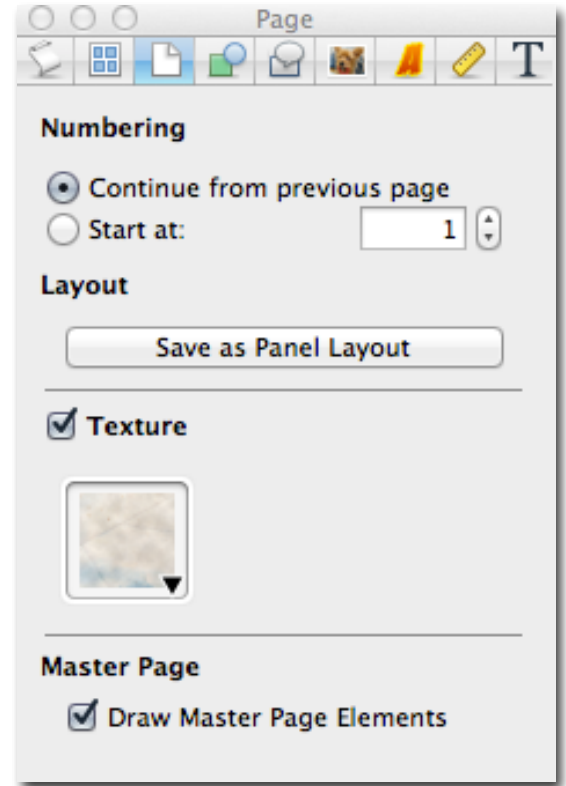 Page
T
Numbering
Continue from previous page
Start at:
1
Layout
Save as Panel Layout
Texture
Master Page
Draw Master Page Elements